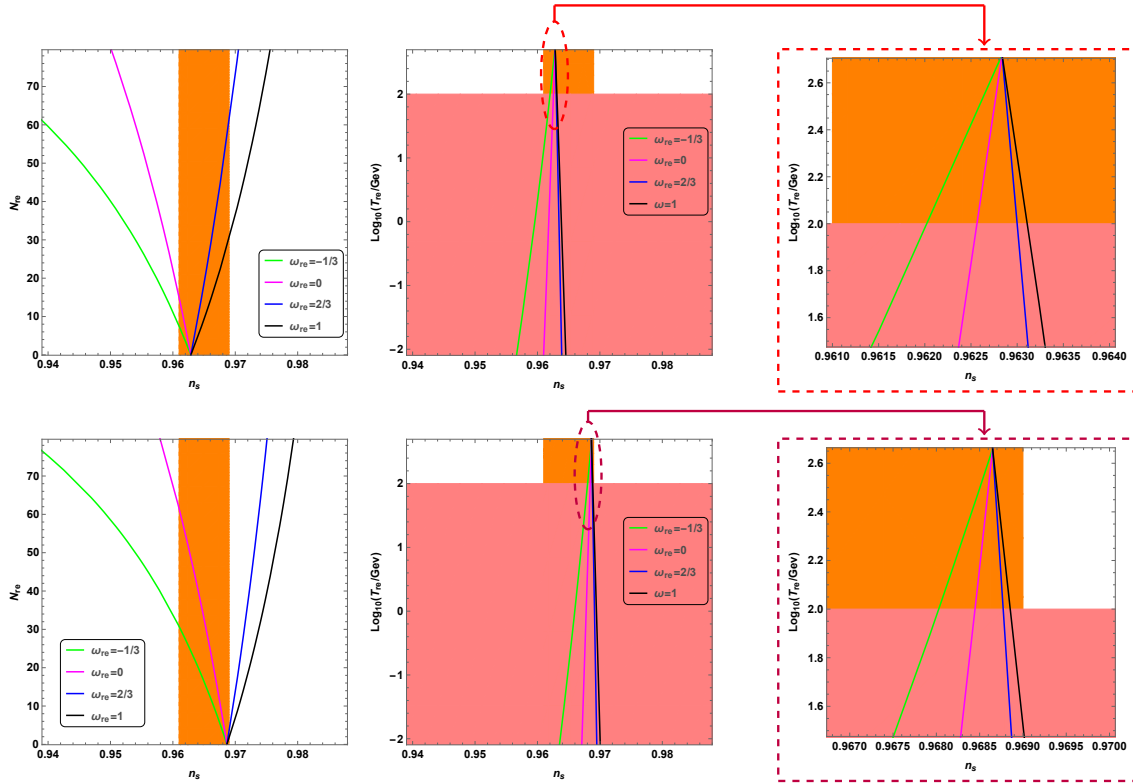 N_re
70
60
50
40
30
20
10
0
ω_re=-1/3
ω_re=0
ω_re=2/3
ω_re=1
0.94 0.95 0.96 0.97 0.98
n_s
Log10(T_re/Gev)
2
1
0
-1
-2
ω_re=-1/3
ω_re=0
ω_re=2/3
ω=1
0.94 0.95 0.96 0.97 0.98
n_s
Log10(T_re/Gev)
2.6
2.4
2.2
2.0
1.8
1.6
0.9610 0.9615 0.9620 0.9625 0.9630 0.9635 0.9640
n_s
N_re
70
60
50
40
30
20
10
0
ω_re=-1/3
ω_re=0
ω_re=2/3
ω_re=1
0.94 0.95 0.96 0.97 0.98
n_s
Log10(T_re/Gev)
2
1
0
-1
-2
ω_re=-1/3
ω_re=0
ω_re=2/3
ω=1
0.94 0.95 0.96 0.97 0.98
n_s
Log10(T_re/Gev)
2.6
2.4
2.2
2.0
1.8
1.6
0.9670 0.9675 0.9680 0.9685 0.9690 0.9695 0.9700
n_s